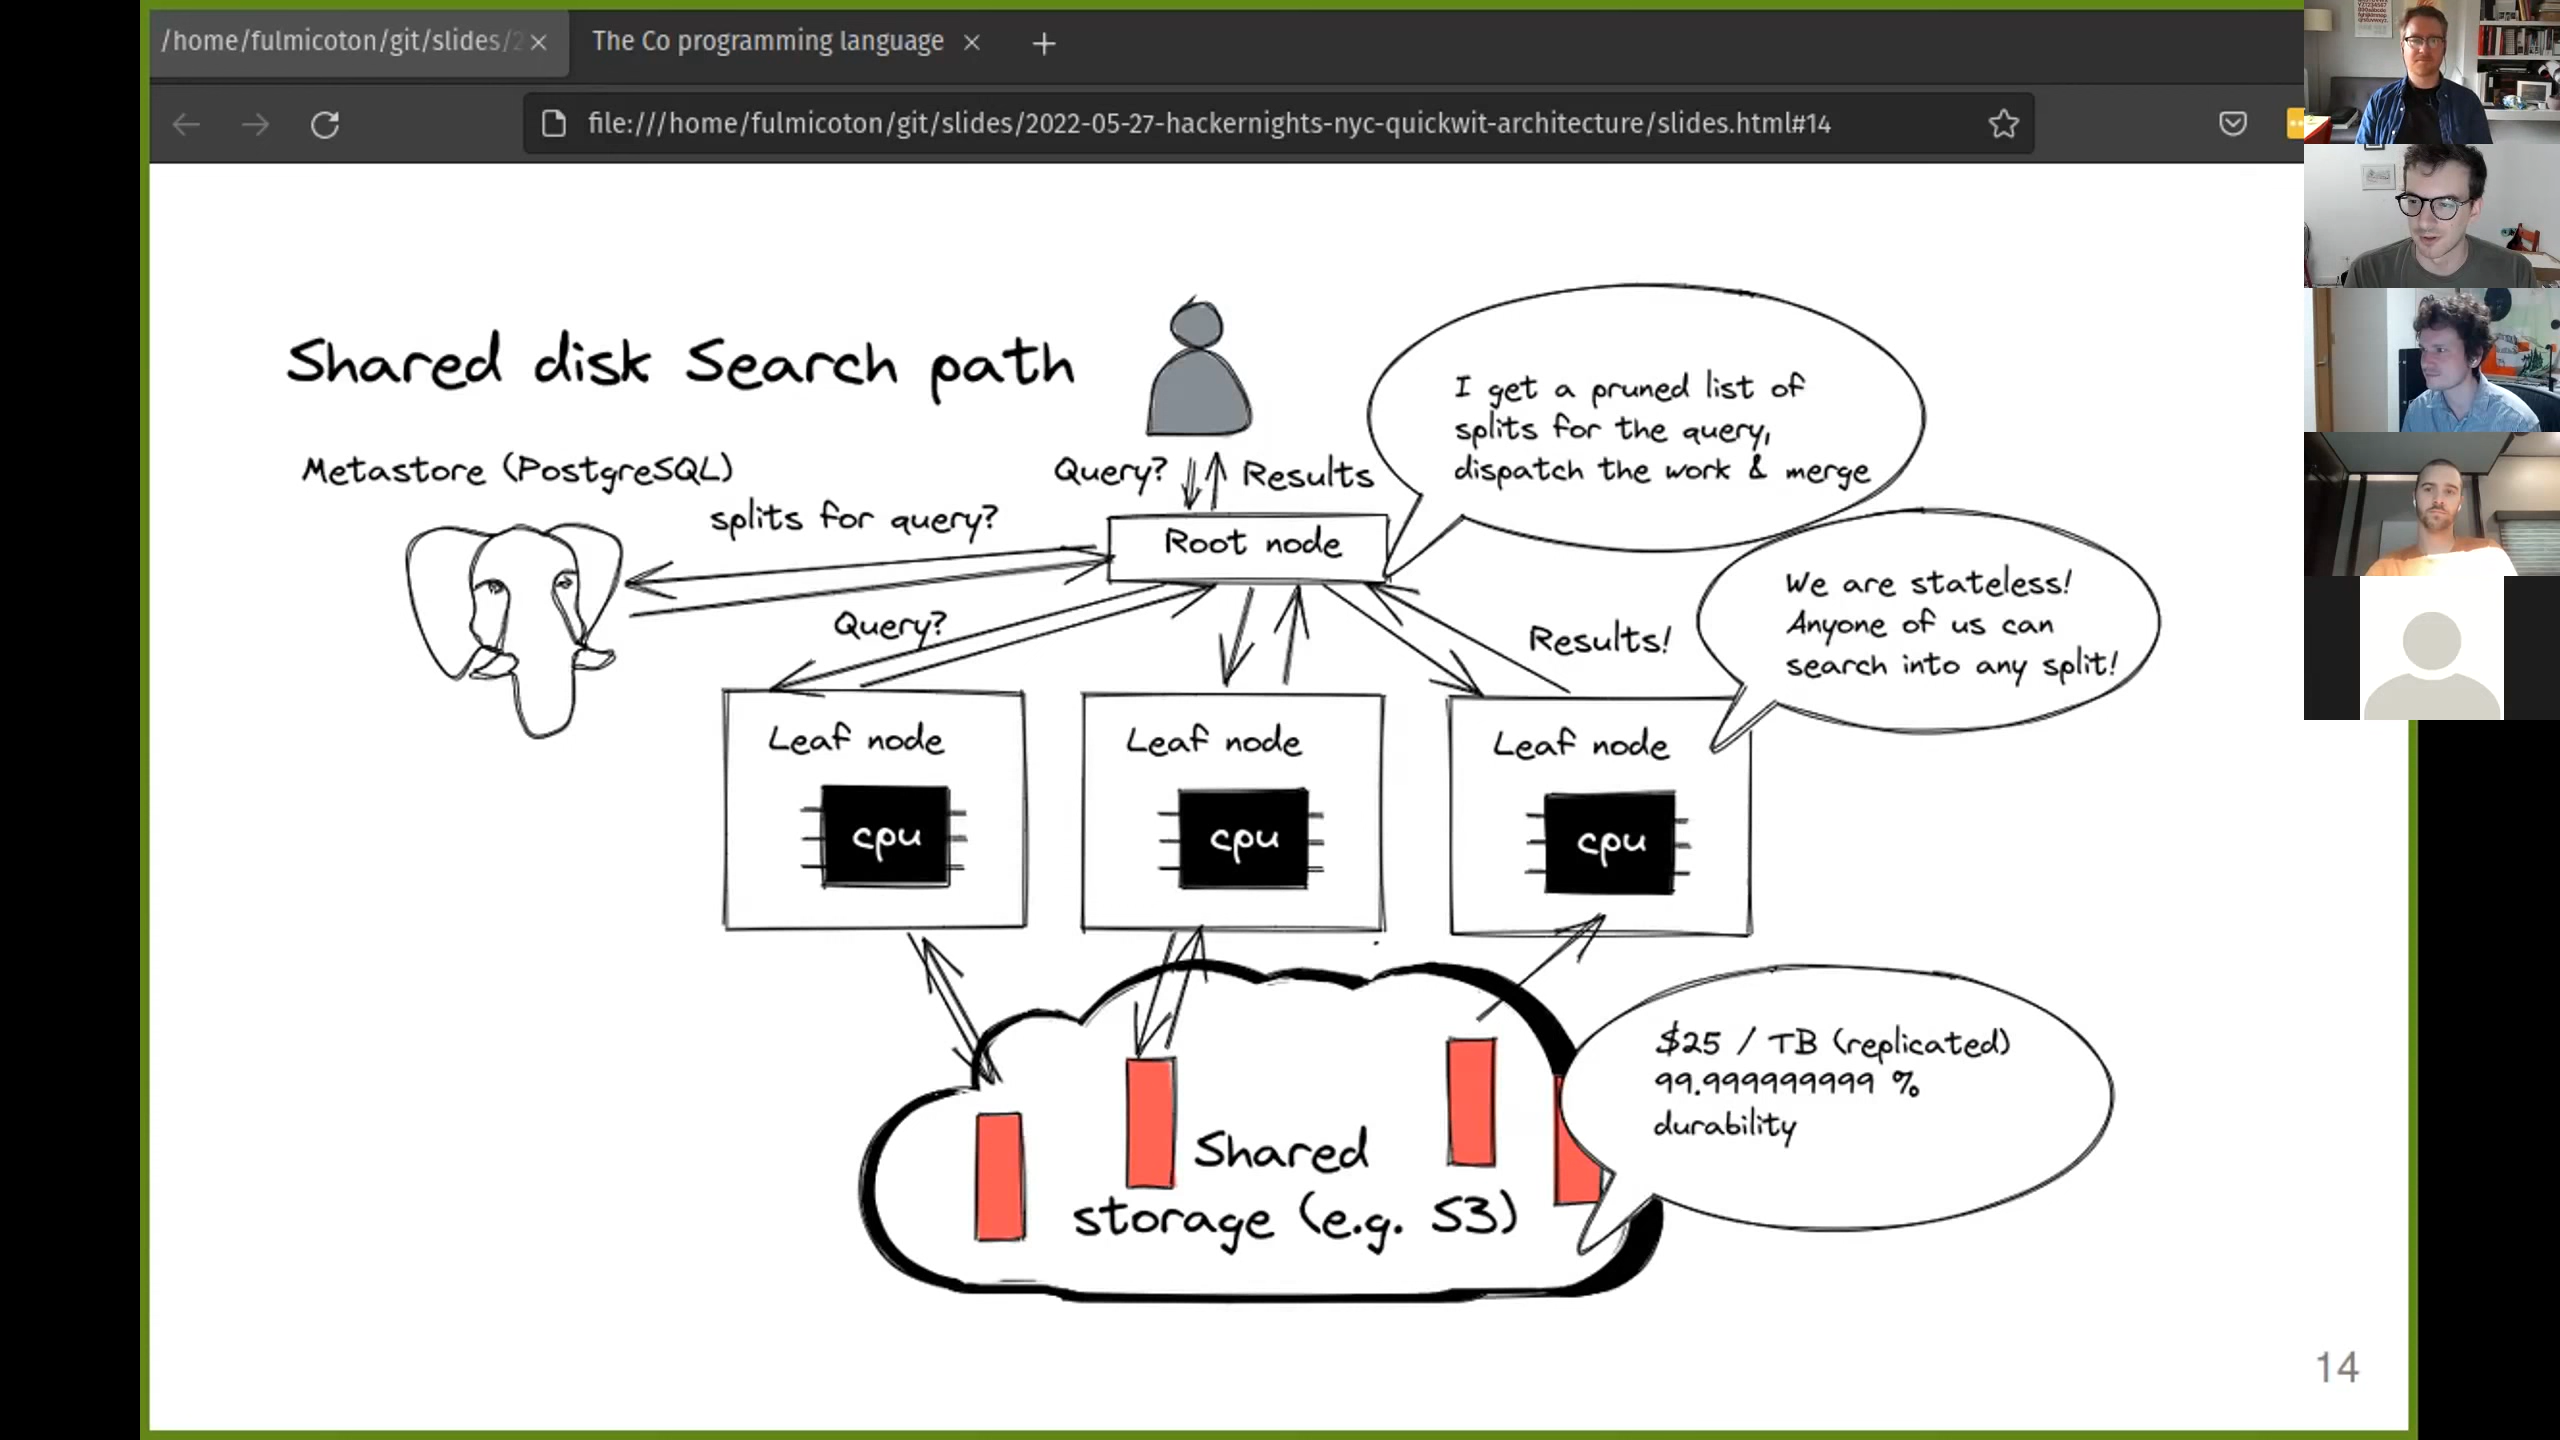 /home/fulmicoton/git/slides/2
The Co programming language
file:///home/fulmicoton/git/slides/2022-05-27-hackernights-nyc-quickwit-architecture/slides.html#14
Shared disk Search path
I get a pruned list of
splits for the query,
dispatch the work & merge
Metastore (PostgreSQL)
Query?
Results
splits for query?
Root node
We are stateless!
Anyone of us can
search into any split!
Query?
Results!
Leaf node
Leaf node
Leaf node
cpu
cpu
cpu
$25 / TB (replicated)
99.999999999 %
durability
Shared
storage (e.g. S3)
14